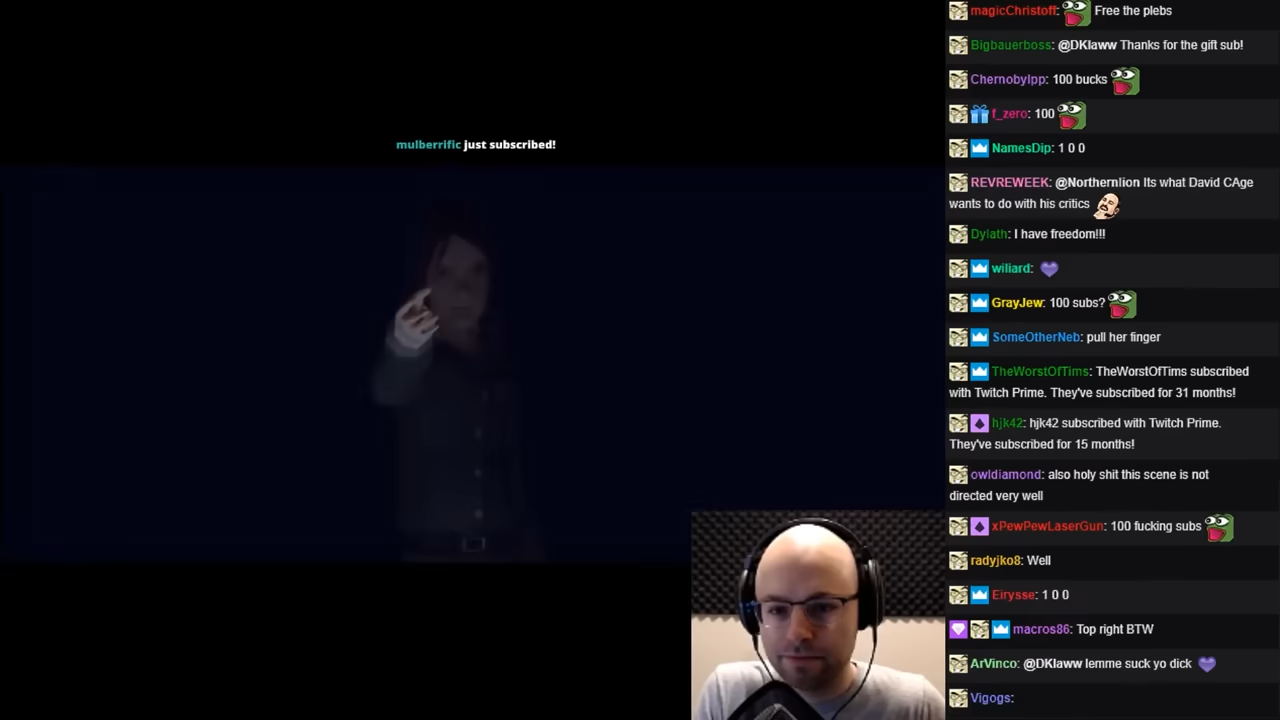 mulberrific just subscribed!
magicChristoff: Free the plebs
Bigbauerboss: @DKlaww Thanks for the gift sub!
Chernobylpp: 100 bucks
f_zero: 100
NamesDip: 1 0 0
REVREWEEK: @Northernlion Its what David CAge
wants to do with his critics
Dylath: I have freedom!!!
wiliard:
GrayJew: 100 subs?
SomeOtherNeb: pull her finger
TheWorstOfTims: TheWorstOfTims subscribed
with Twitch Prime. They've subscribed for 31 months!
hjk42: hjk42 subscribed with Twitch Prime.
They've subscribed for 15 months!
owldiamond: also holy shit this scene is not
directed very well
xPewPewLaserGun: 100 fucking subs
radyjko8: Well
Eirysse: 1 0 0
macros86: Top right BTW
ArVinco: @DKlaww lemme suck yo dick
Vigogs: